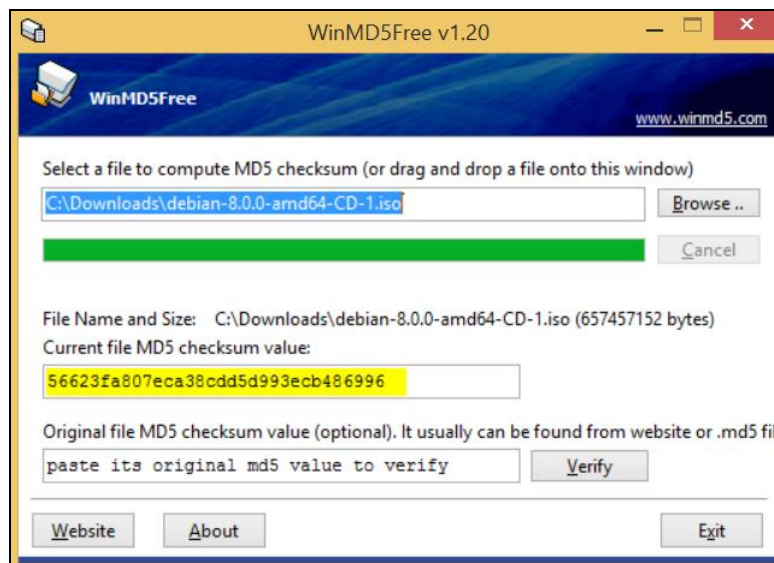 WinMD5Free v1.20
WinMD5Free
www.winmd5.com
Select a file to compute MD5 checksum (or drag and drop a file onto this window)
C:\Downloads\debian-8.0.0-amd64-CD-1.iso
Browse ..
Cancel
File Name and Size: C:\Downloads\debian-8.0.0-amd64-CD-1.iso (657457152 bytes)
Current file MD5 checksum value:
56623fa807eca38cdd5d993ecb486996
Original file MD5 checksum value (optional). It usually can be found from website or .md5 fil
paste its original md5 value to verify
Verify
Website About Exit